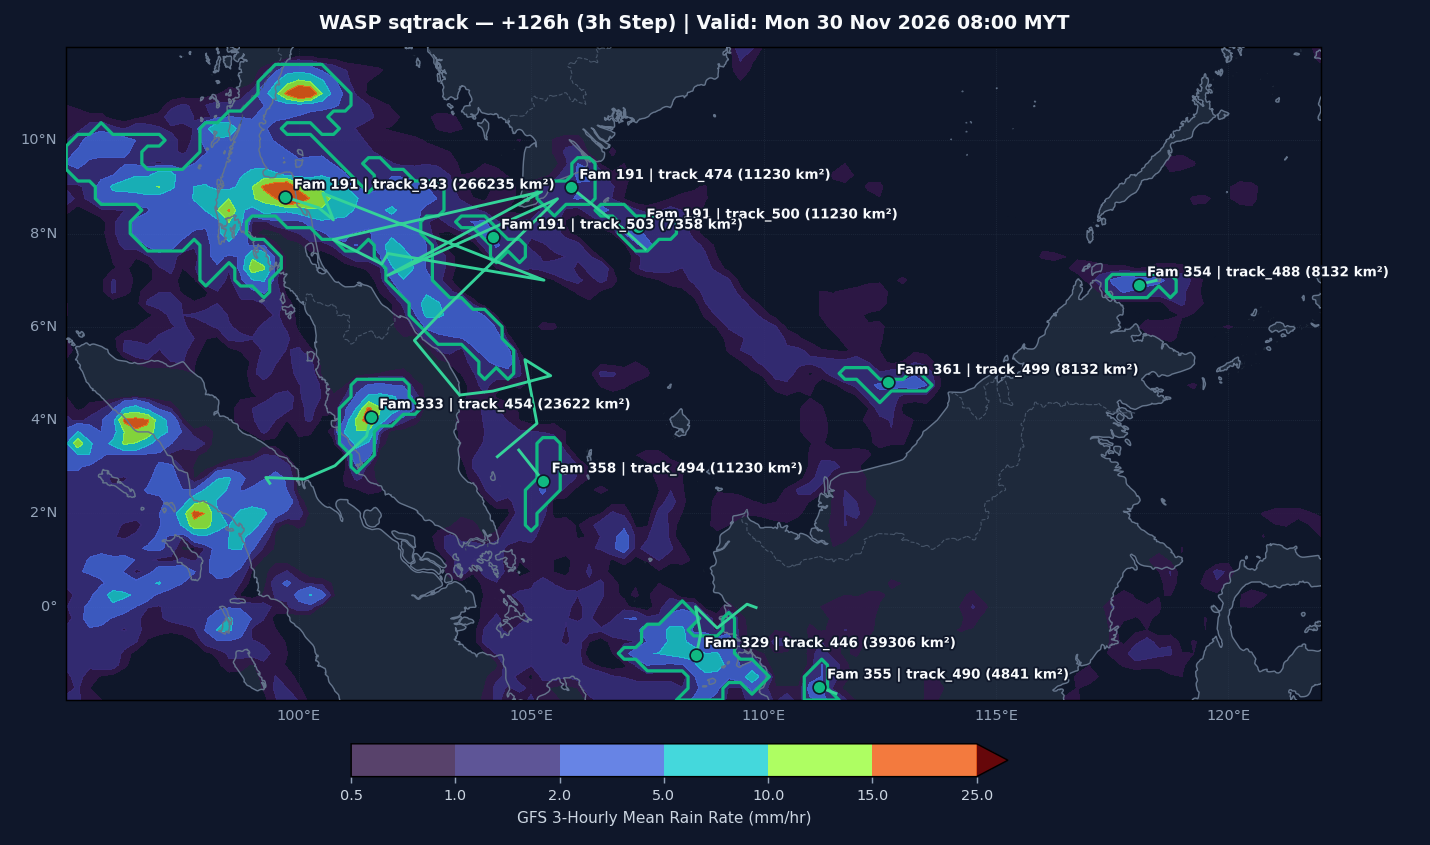 WASP sqtrack — +126h (3h Step) | Valid: Mon 30 Nov 2026 08:00 MYT
10°N
8°N
6°N
4°N
2°N
0°
Fam 191 | track_474 (11230 km²)
Fam 191 | track_343 (266235 km²)
Fam 191 | track_500 (11230 km²)
Fam 191 | track_503 (7358 km²)
Fam 354 | track_488 (8132 km²)
Fam 361 | track_499 (8132 km²)
Fam 333 | track_454 (23622 km²)
Fam 358 | track_494 (11230 km²)
Fam 329 | track_446 (39306 km²)
Fam 355 | track_490 (4841 km²)
100°E 105°E 110°E 115°E 120°E
0.5 1.0 2.0 5.0 10.0 15.0 25.0
GFS 3-Hourly Mean Rain Rate (mm/hr)